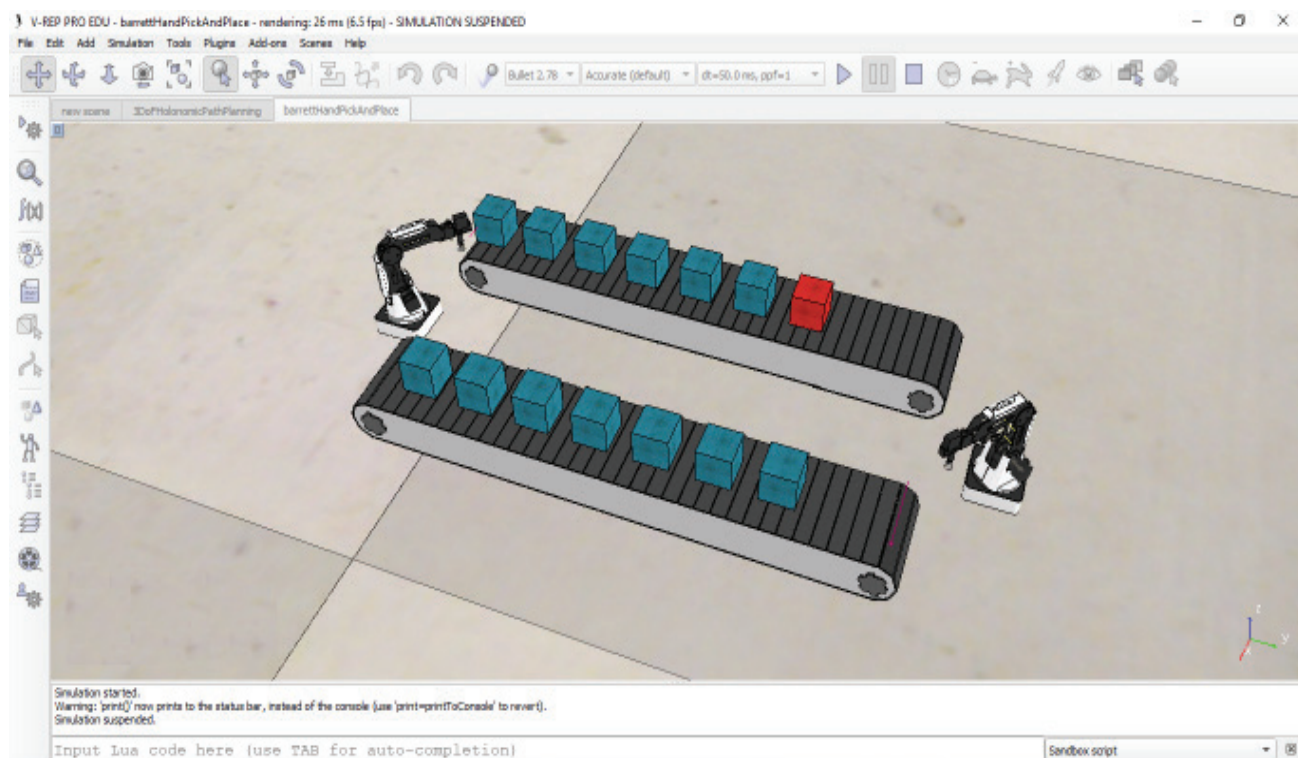 V-REP PRO EDU - barrettHandPickAndPlace - rendering: 26 ms (6.5 fps) - SIMULATION SUSPENDED
File Edit Add Simulation Tools Plugins Add-ons Scenes Help
Bullet 2.78 Accurate (default) dt=50.0 ms, ppf=1
new scene 3DoFHolonomicPathPlanning barrettHandPickAndPlace
f(x)
z
y
x
Simulation started.
Warning: 'print()' now prints to the status bar, instead of the console (use 'print=printToConsole' to revert).
Simulation suspended.
Input Lua code here (use TAB for auto-completion) Sandbox script